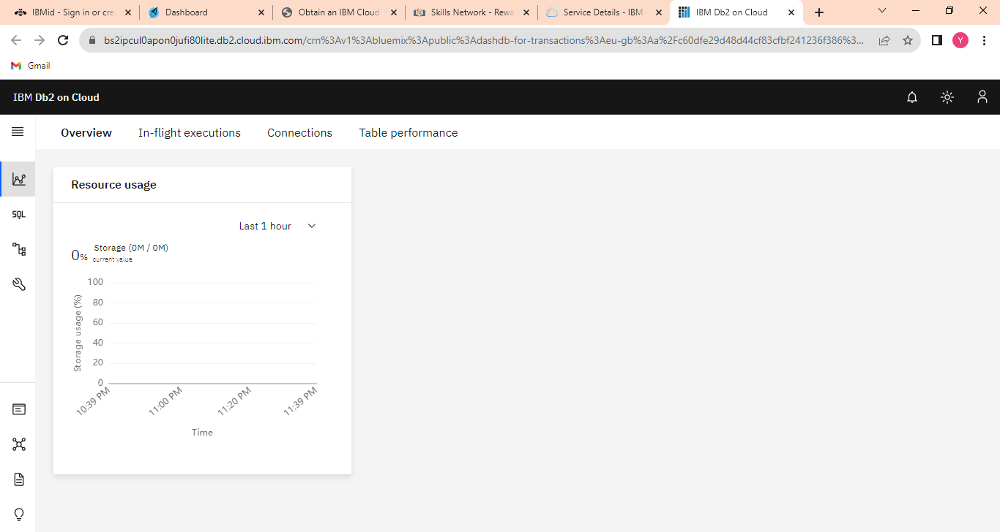 IBMid - Sign in or cre
Dashboard
Obtain an IBM Cloud
Skills Network - Rewa
Service Details - IBM
IBM Db2 on Cloud
bs2ipcul0apon0jufi80lite.db2.cloud.ibm.com/crn%3Av1%3Abluemix%3Apublic%3Adashdb-for-transactions%3Aeu-gb%3Aa%2Fc60dfe29d48d44cf83cfbf241236f386%3...
Y
Gmail
IBM Db2 on Cloud
Overview
In-flight executions
Connections
Table performance
SQL
Resource usage
Last 1 hour
0%
Storage (0M / 0M)
current value
Storage usage (%)
100
80
60
40
20
0
10:39 PM
11:00 PM
11:20 PM
11:39 PM
Time